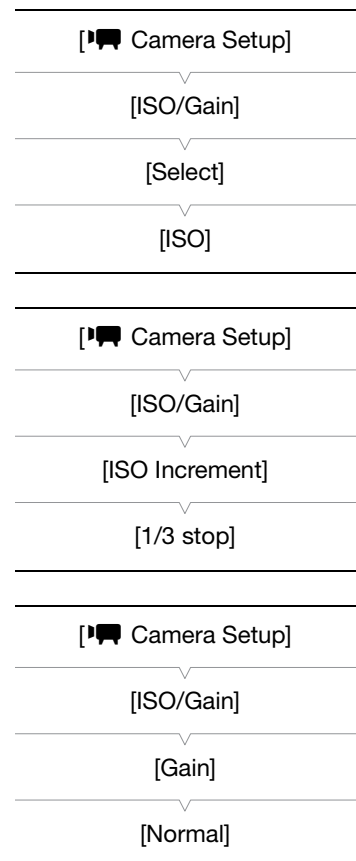 [ Camera Setup]
[ISO/Gain]
[Select]
[ISO]
[ Camera Setup]
[ISO/Gain]
[ISO Increment]
[1/3 stop]
[ Camera Setup]
[ISO/Gain]
[Gain]
[Normal]